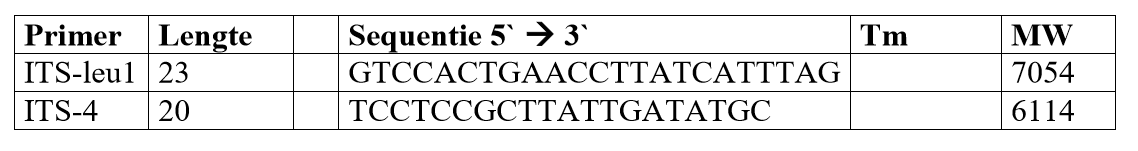 Primer Lengte Sequentie 5` → 3` Tm MW
ITS-leu1 23 GTCCACTGAACCTTATCATTTAG 7054
ITS-4 20 TCCTCCGCTTATTGATATGC 6114